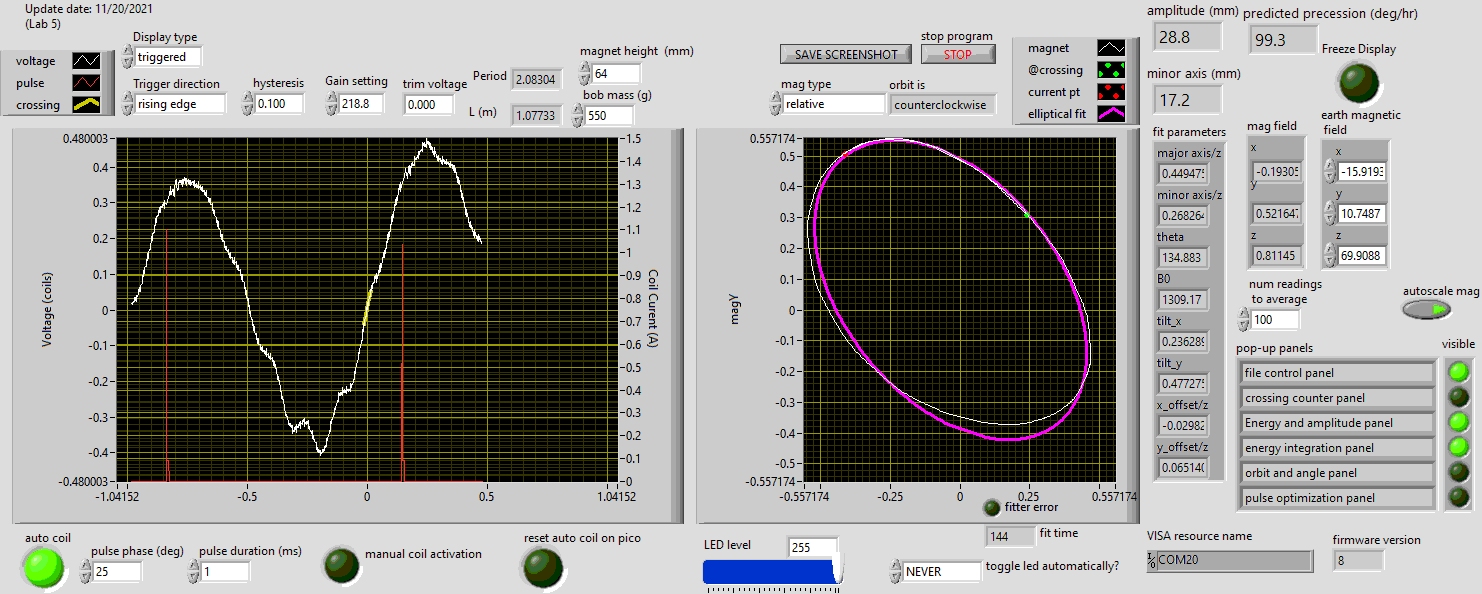 Update date: 11/20/2021
(Lab 5)
voltage
pulse
crossing
Display type
triggered
Trigger direction
rising edge
hysteresis
0.100
Gain setting
218.8
trim voltage
0.000
Period
2.08304
L (m)
1.07733
magnet height (mm)
64
bob mass (g)
550
SAVE SCREENSHOT
stop program
STOP
mag type
relative
orbit is
counterclockwise
magnet
@crossing
current pt
elliptical fit
amplitude (mm)
28.8
predicted precession (deg/hr)
99.3
minor axis (mm)
17.2
Freeze Display
Voltage (coils)
0.480003
0.4
0.3
0.2
0.1
0
-0.1
-0.2
-0.3
-0.4
-0.480003
-1.04152
-0.5
0
0.5
1.04152
1.5
1.4
1.3
1.2
1.1
1
0.9
0.8
0.7
0.6
0.5
0.4
0.3
0.2
0.1
0
Coil Curent (A)
magy
0.557174
0.5
0.4
0.3
0.2
0.1
0
-0.1
-0.2
-0.3
-0.4
-0.5
-0.557174
-0.557174
-0.25
0
0.25
0.557174
fitter error
fit parameters
major axis/z
0.44947
minor axis/z
0.26826
theta
134.883
B0
1309.17
tilt_x
0.23628
tilt_y
0.47727
x_offset/z
-0.02982
y_offset/z
0.06514
mag field
x
-0.1930
y
0.521647
z
0.81145
earth magnetic
field
x
-15.919
y
10.7487
z
69.9088
num readings
to average
100
autoscale mag
pop-up panels
visible
file control panel
crossing counter panel
Energy and amplitude panel
energy integration panel
orbit and angle panel
pulse optimization panel
auto coil
pulse phase (deg)
25
pulse duration (ms)
1
manual coil activation
reset auto coil on pico
LED level
255
144
fit time
NEVER
toggle led automatically?
VISA resource name
COM20
firmware version
8